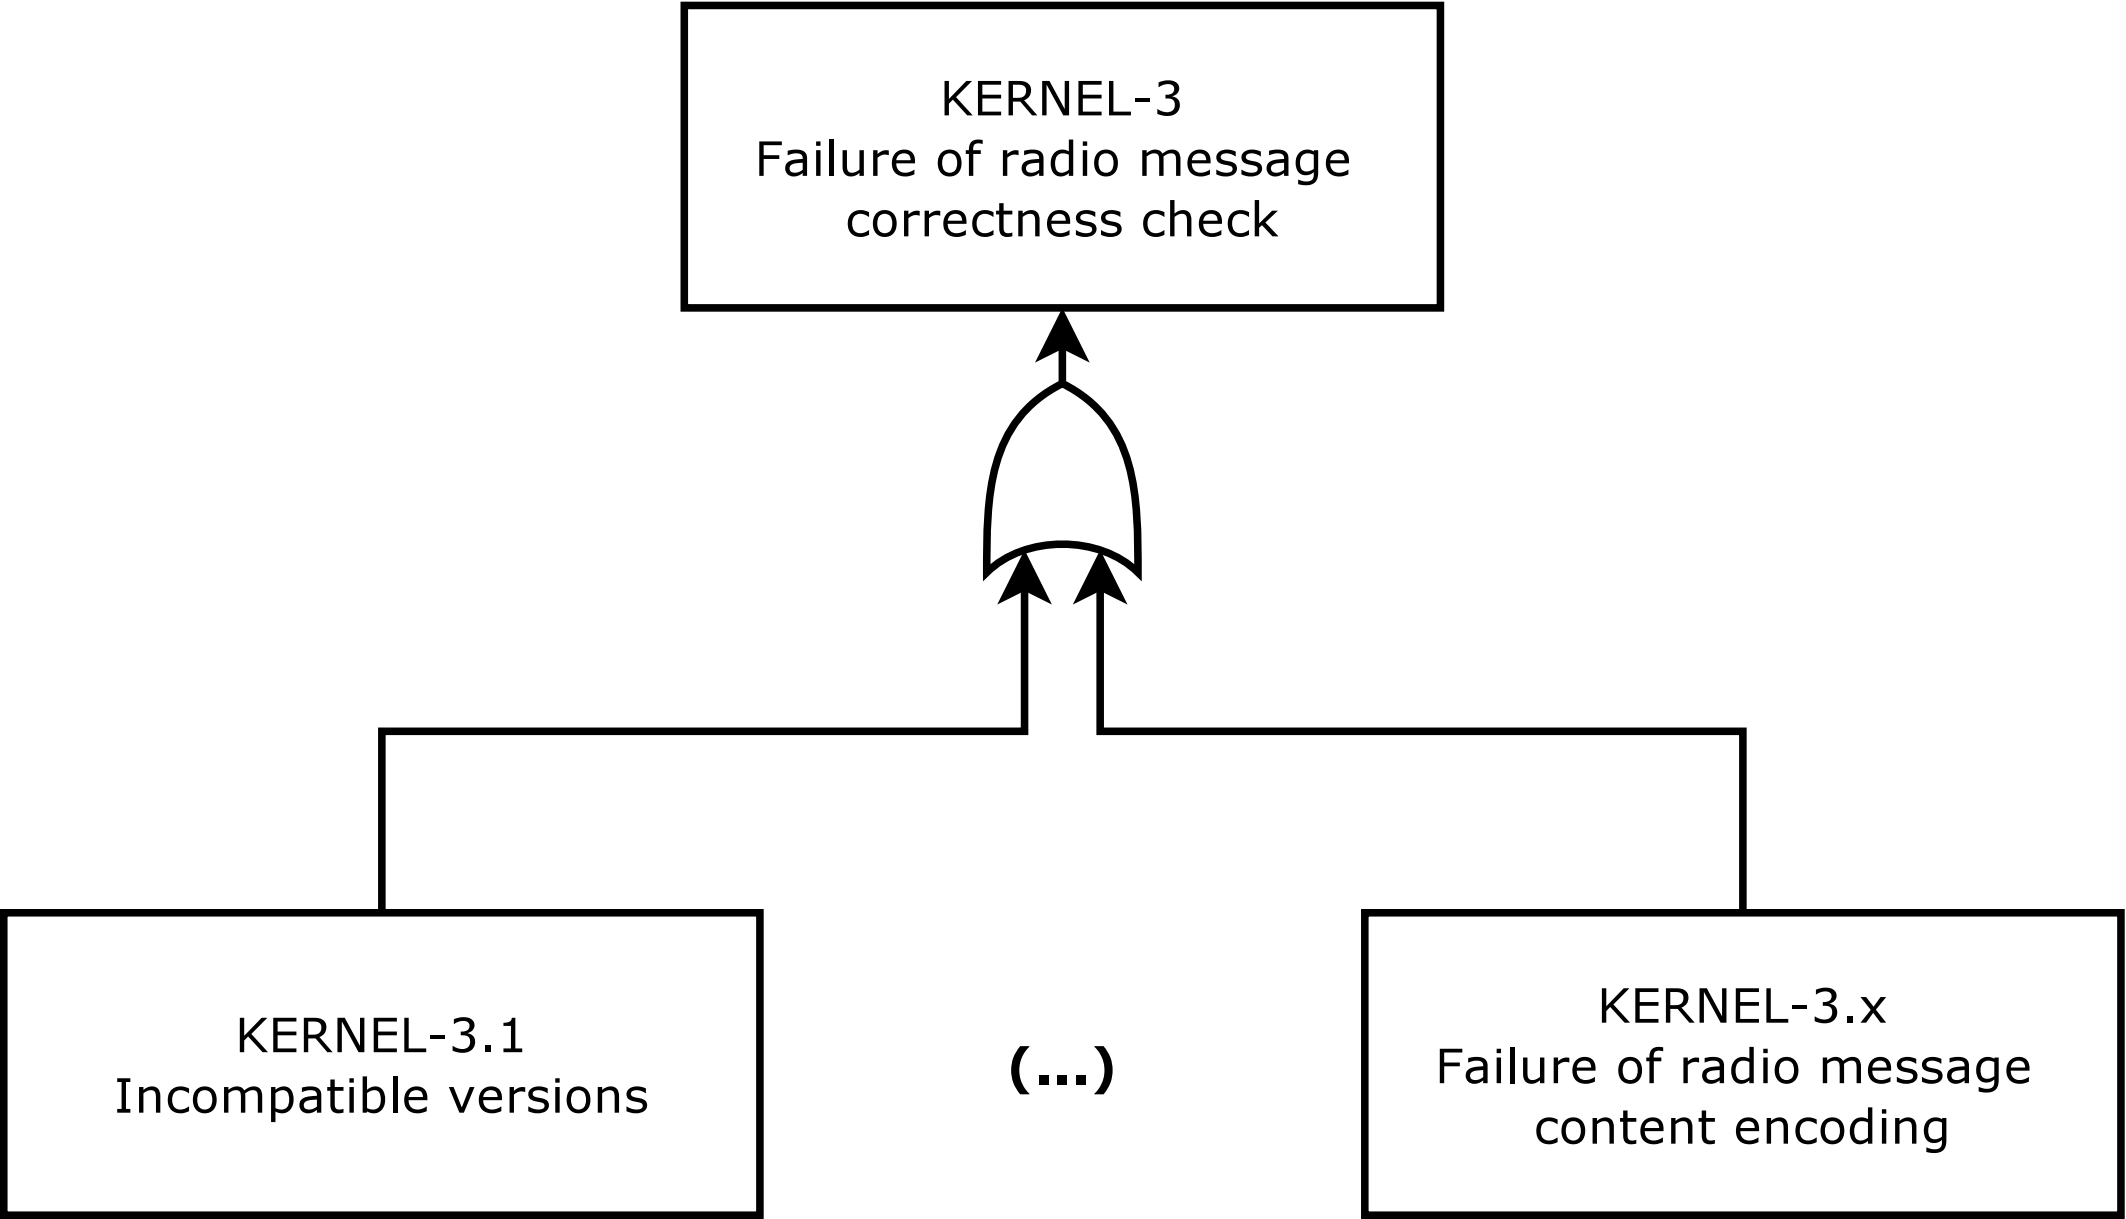 KERNEL-3
Failure of radio message
correctness check
KERNEL-3.1
Incompatible versions
(...)
KERNEL-3.x
Failure of radio message
content encoding